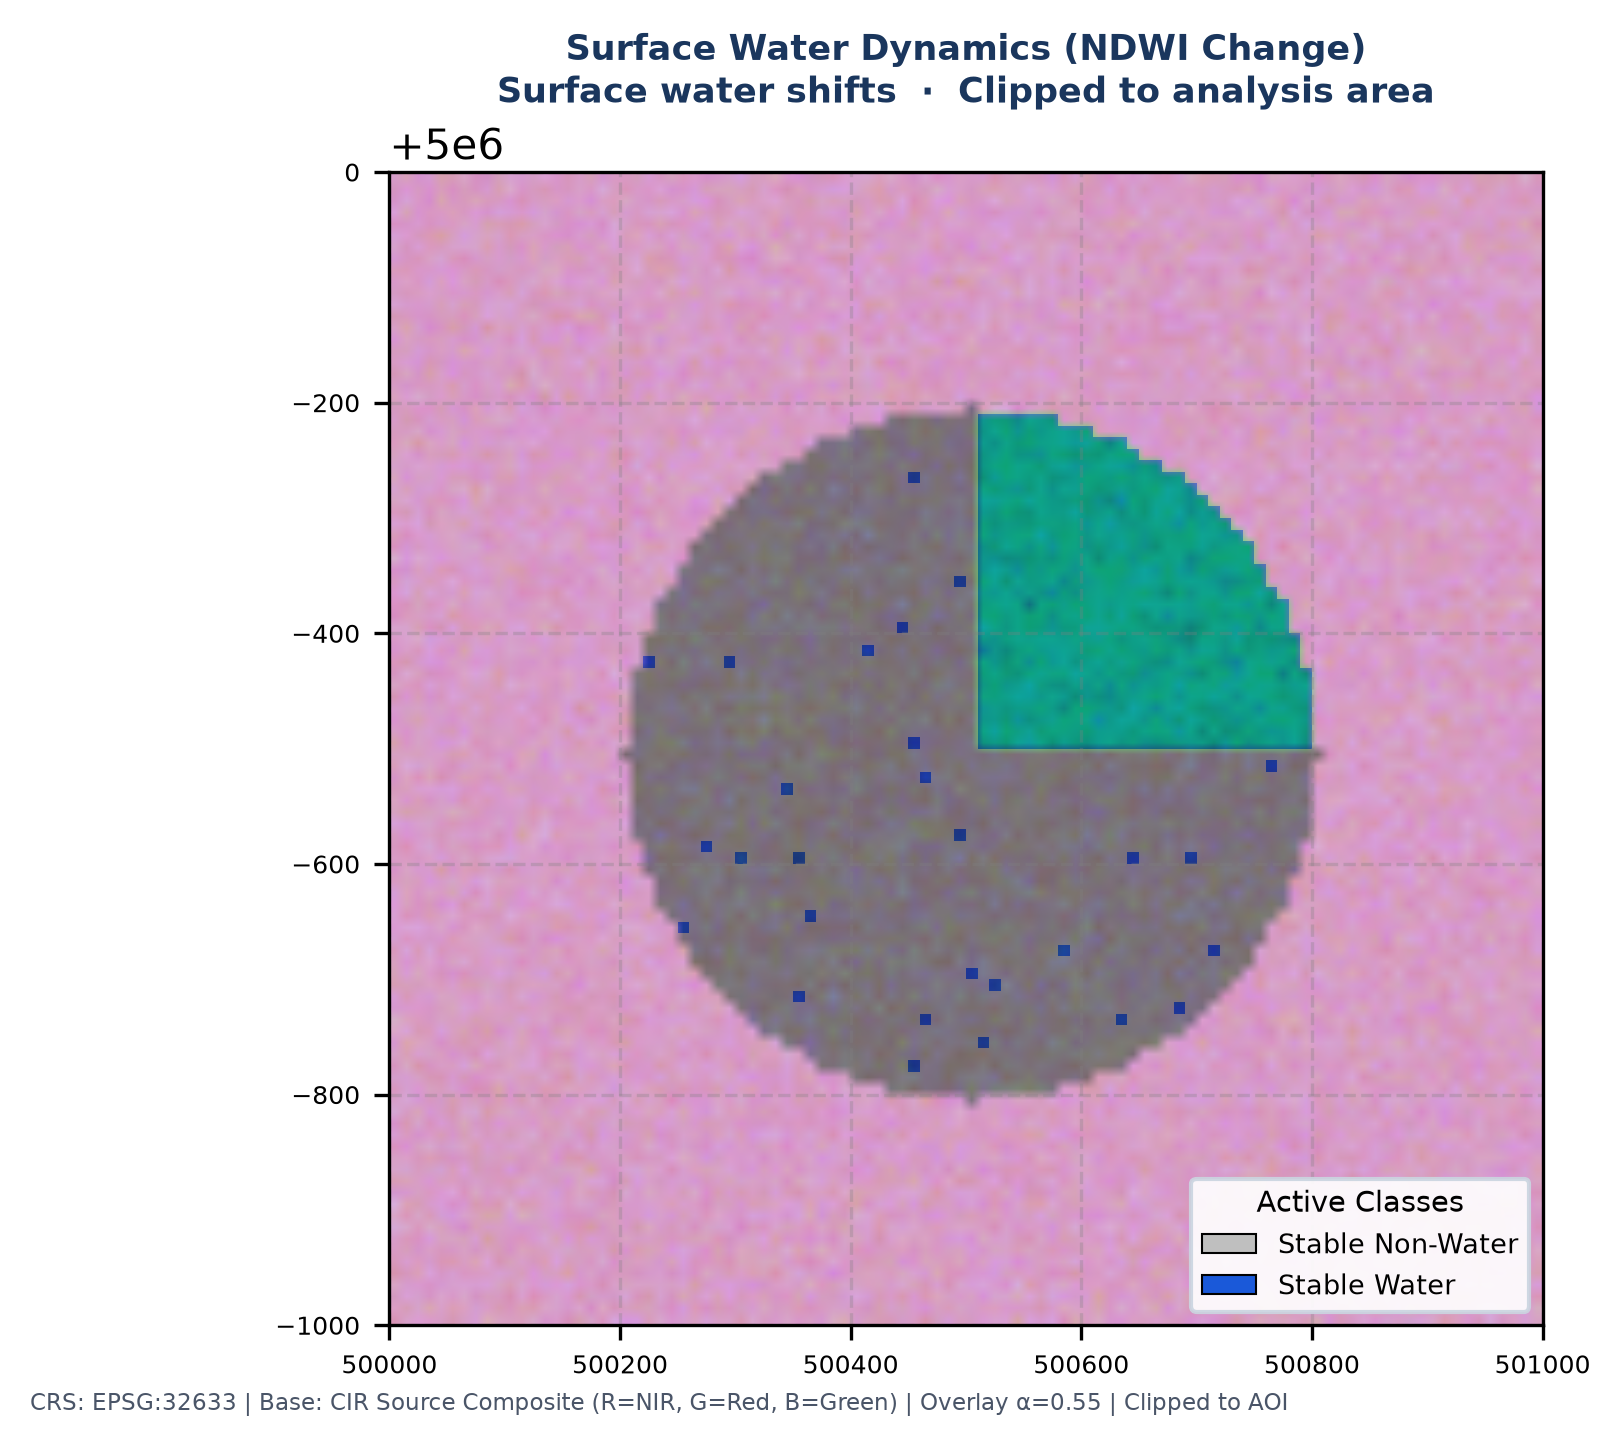 Surface Water Dynamics (NDWI Change)
Surface water shifts · Clipped to analysis area
+5e6
0
−200
−400
−600
−800
−1000
500000 500200 500400 500600 500800 501000
Active Classes
Stable Non-Water
Stable Water
CRS: EPSG:32633 | Base: CIR Source Composite (R=NIR, G=Red, B=Green) | Overlay α=0.55 | Clipped to AOI